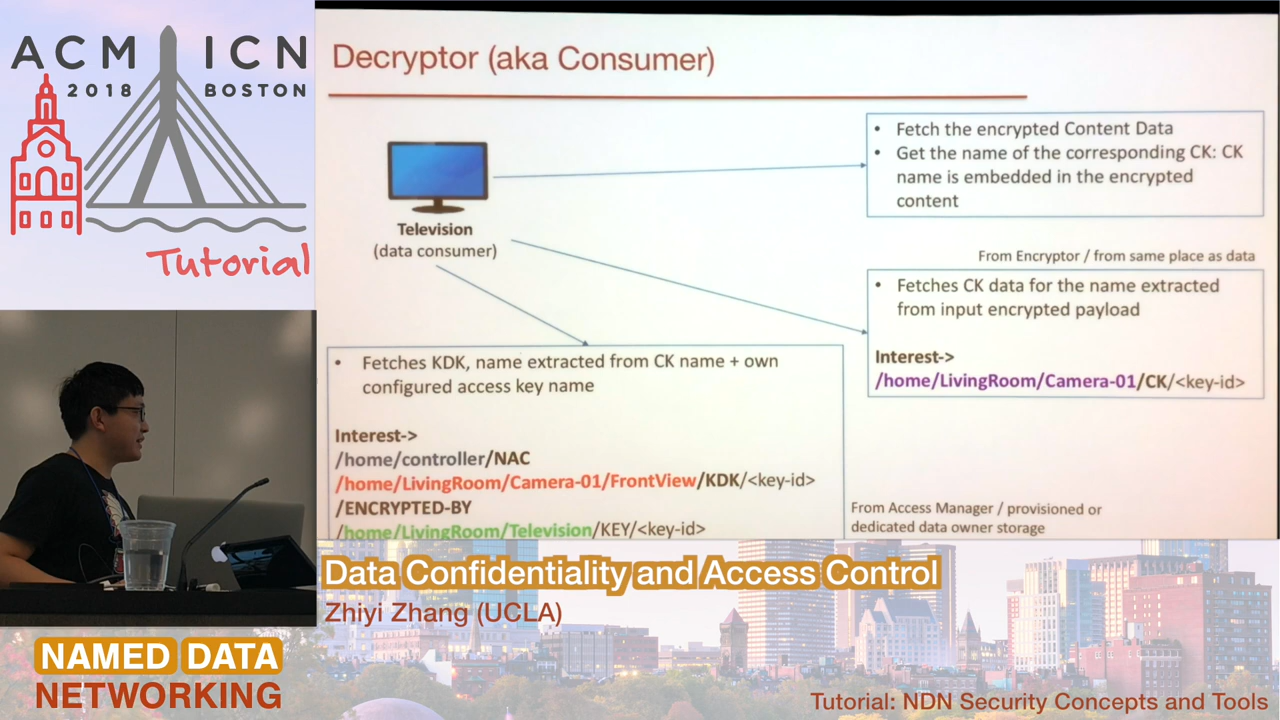 ACM ICN
2018 BOSTON
Tutorial
Decryptor (aka Consumer)
• Fetch the encrypted Content Data
• Get the name of the corresponding CK: CK
name is embedded in the encrypted
content
Television
(data consumer)
From Encryptor / from same place as data
• Fetches CK data for the name extracted
from input encrypted payload
Interest->
/home/LivingRoom/Camera-01/CK/<key-id>
• Fetches KDK, name extracted from CK name + own
configured access key name
Interest->
/home/controller/NAC
/home/LivingRoom/Camera-01/FrontView/KDK/<key-id>
/ENCRYPTED-BY
/home/LivingRoom/Television/KEY/<key-id>
From Access Manager / provisioned or
dedicated data owner storage
Data Confidentiality and Access Control
Zhiyi Zhang (UCLA)
NAMED DATA
NETWORKING
Tutorial: NDN Security Concepts and Tools